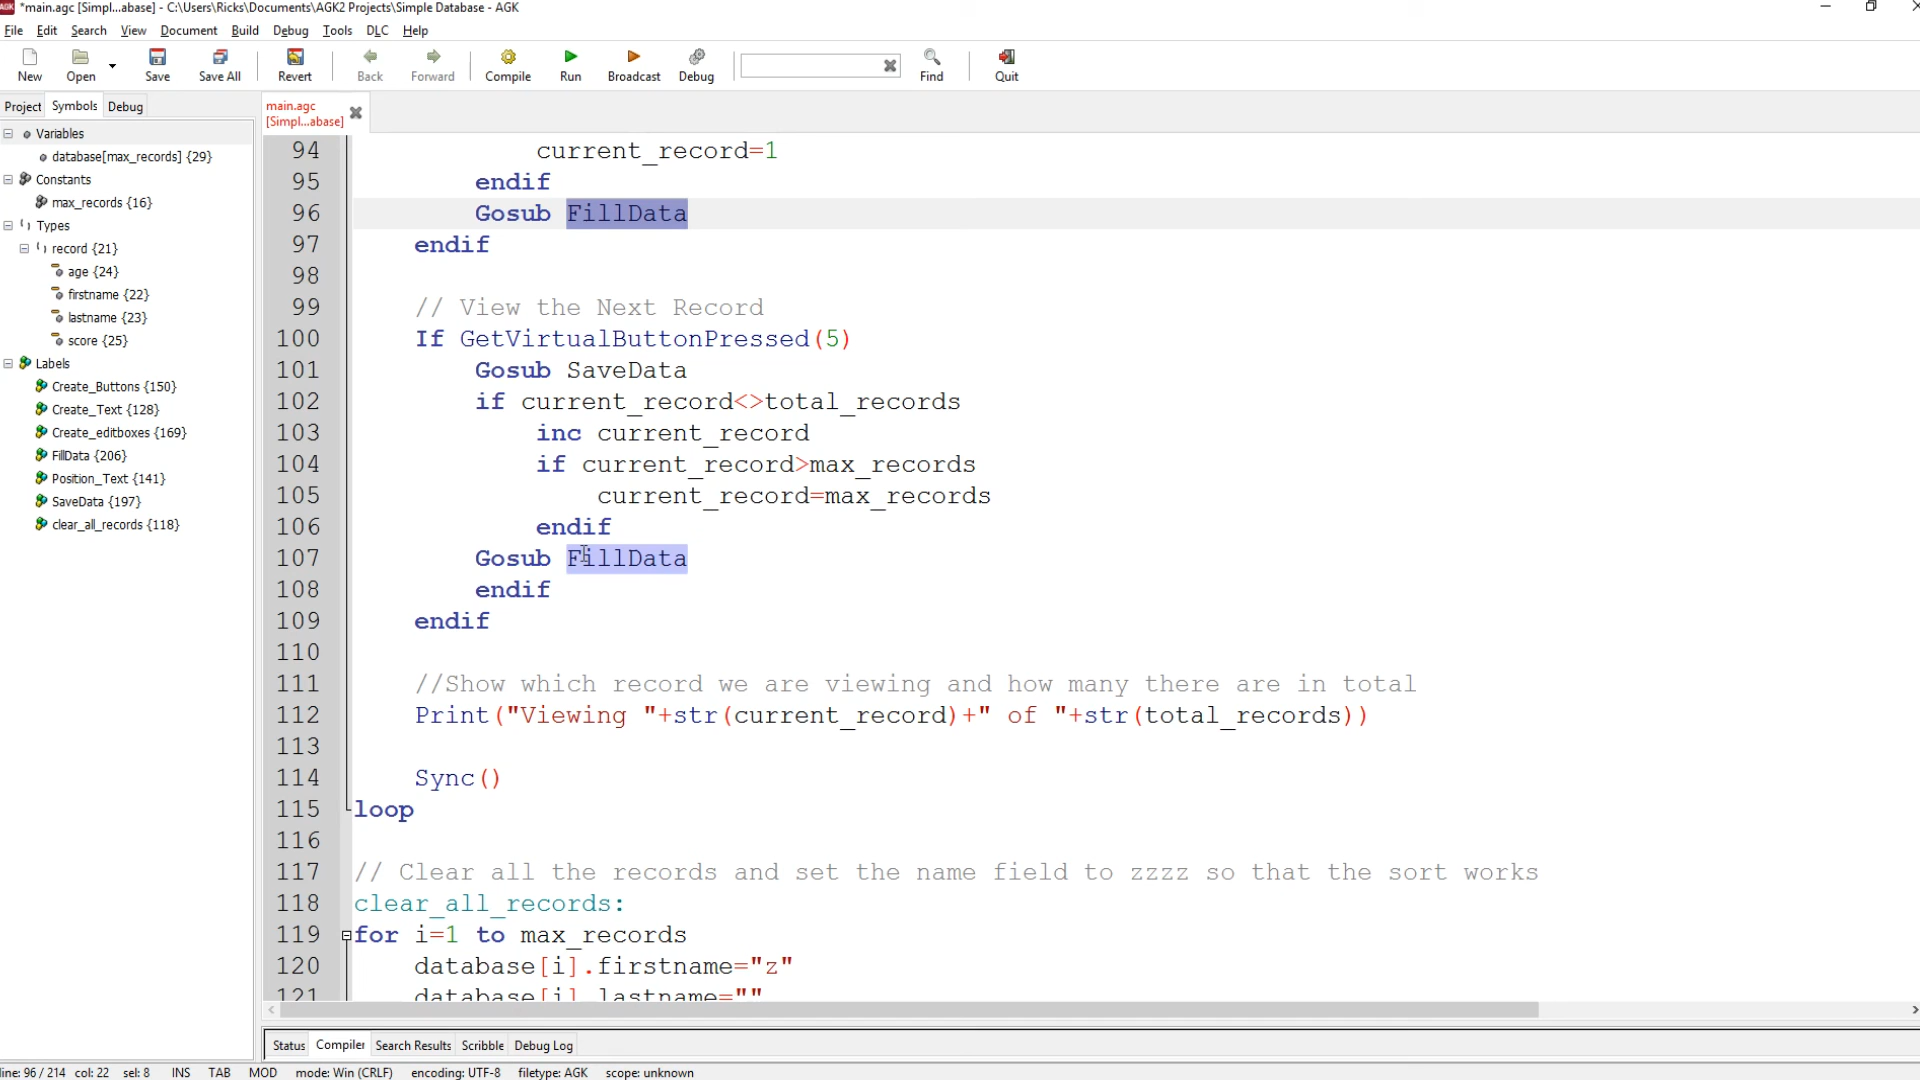 *main.agc [Simpl...abase] - C:\Users\Ricks\Documents\AGK2 Projects\Simple Database - AGK
File Edit Search View Document Build Debug Tools DLC Help
New Open Save Save All Revert Back Forward Compile Run Broadcast Debug Find Quit
Project Symbols Debug
Variables
database[max_records] {29}
Constants
max_records {16}
Types
record {21}
age {24}
firstname {22}
lastname {23}
score {25}
Labels
Create_Buttons {150}
Create_Text {128}
Create_editboxes {169}
FillData {206}
Position_Text {141}
SaveData {197}
clear_all_records {118}
main.agc
[Simpl...abase]
94 current_record=1
95 endif
96 Gosub FillData
97 endif
98
99 // View the Next Record
100 If GetVirtualButtonPressed(5)
101 Gosub SaveData
102 if current_record<>total_records
103 inc current_record
104 if current_record>max_records
105 current_record=max_records
106 endif
107 Gosub FillData
108 endif
109 endif
110
111 //Show which record we are viewing and how many there are in total
112 Print("Viewing "+str(current_record)+" of "+str(total_records))
113
114 Sync()
115 loop
116
117 // Clear all the records and set the name field to zzzz so that the sort works
118 clear_all_records:
119 for i=1 to max_records
120 database[i].firstname="z"
121 database[i].lastname=""
Status Compiler Search Results Scribble Debug Log
line: 96 / 214 col: 22 sel: 8 INS TAB MOD mode: Win (CRLF) encoding: UTF-8 filetype: AGK scope: unknown